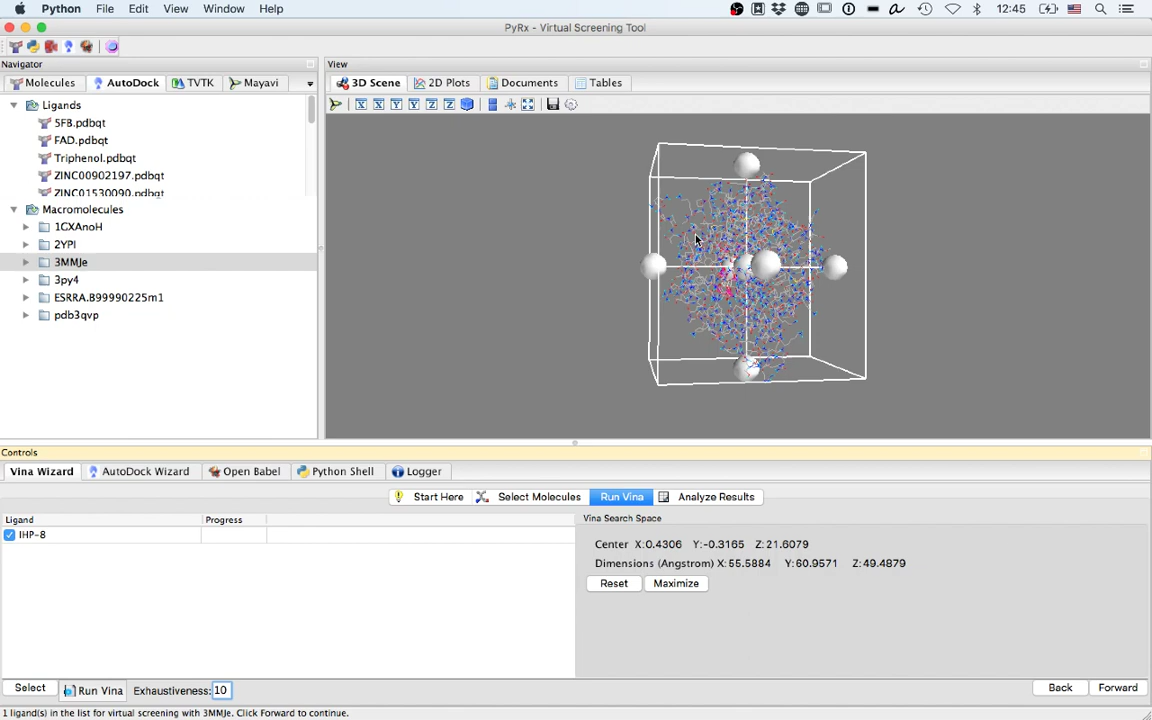 Python File Edit View Window Help 12:45
PyRx - Virtual Screening Tool
Navigator
View
Molecules AutoDock TVTK Mayavi
3D Scene 2D Plots Documents Tables
X X Y Y Z Z
Ligands
5FB.pdbqt
FAD.pdbqt
Triphenol.pdbqt
ZINC00902197.pdbqt
ZINC01530090.pdbqt
Macromolecules
1GXAnoH
2YPI
3MMJe
3py4
ESRRA.B99990225m1
pdb3qvp
Controls
Vina Wizard AutoDock Wizard Open Babel Python Shell Logger
Start Here Select Molecules Run Vina Analyze Results
Ligand Progress
IHP-8
Vina Search Space
Center X:0.4306 Y:-0.3165 Z:21.6079
Dimensions (Angstrom) X:55.5884 Y:60.9571 Z:49.4879
Reset Maximize
Select Run Vina Exhaustiveness: 10 Back Forward
1 ligand(s) in the list for virtual screening with 3MMJe. Click Forward to continue.